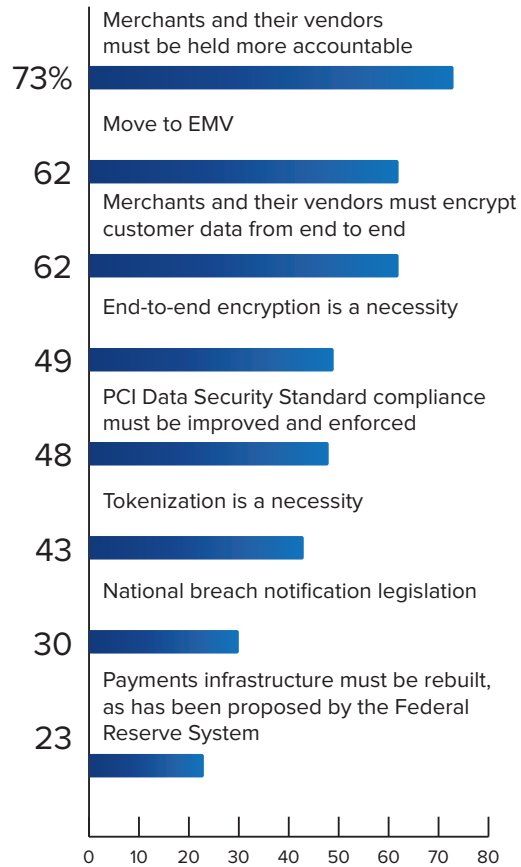 Merchants and their vendors
must be held more accountable
73%
Move to EMV
62
Merchants and their vendors must encrypt
customer data from end to end
62
End-to-end encryption is a necessity
49
PCI Data Security Standard compliance
must be improved and enforced
48
Tokenization is a necessity
43
National breach notification legislation
30
Payments infrastructure must be rebuilt,
as has been proposed by the Federal
Reserve System
23
0 10 20 30 40 50 60 70 80